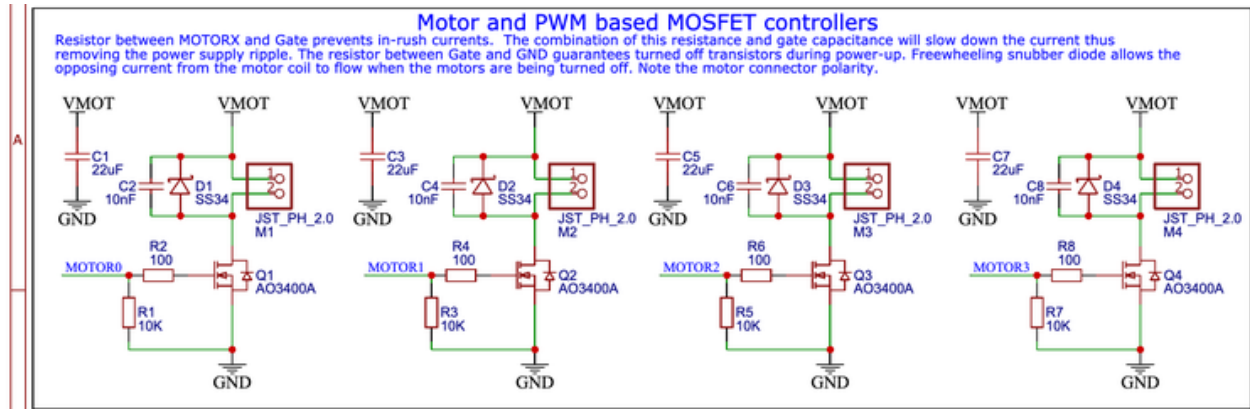 Motor and PWM based MOSFET controllers
Resistor between MOTORX and Gate prevents in-rush currents. The combination of this resistance and gate capacitance will slow down the current thus
removing the power supply ripple. The resistor between Gate and GND guarantees turned off transistors during power-up. Freewheeling snubber diode allows the
opposing current from the motor coil to flow when the motors are being turned off. Note the motor connector polarity.
A
VMOT
C1
22uF
GND
VMOT
C2
10nF
D1
SS34
1
2
JST_PH_2.0
M1
MOTOR0
R2
100
R1
10K
Q1
AO3400A
GND
VMOT
C3
22uF
GND
VMOT
C4
10nF
D2
SS34
1
2
JST_PH_2.0
M2
MOTOR1
R4
100
R3
10K
Q2
AO3400A
GND
VMOT
C5
22uF
GND
VMOT
C6
10nF
D3
SS34
1
2
JST_PH_2.0
M3
MOTOR2
R6
100
R5
10K
Q3
AO3400A
GND
VMOT
C7
22uF
GND
VMOT
C8
10nF
D4
SS34
1
2
JST_PH_2.0
M4
MOTOR3
R8
100
R7
10K
Q4
AO3400A
GND